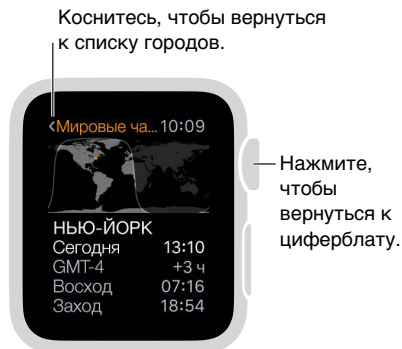 Коснитесь, чтобы вернуться
к списку городов.
<Мировые ча... 10:09
НЬЮ-ЙОРК
Сегодня 13:10
GMT-4 +3 ч
Восход 07:16
Заход 18:54
Нажмите,
чтобы
вернуться к
циферблату.